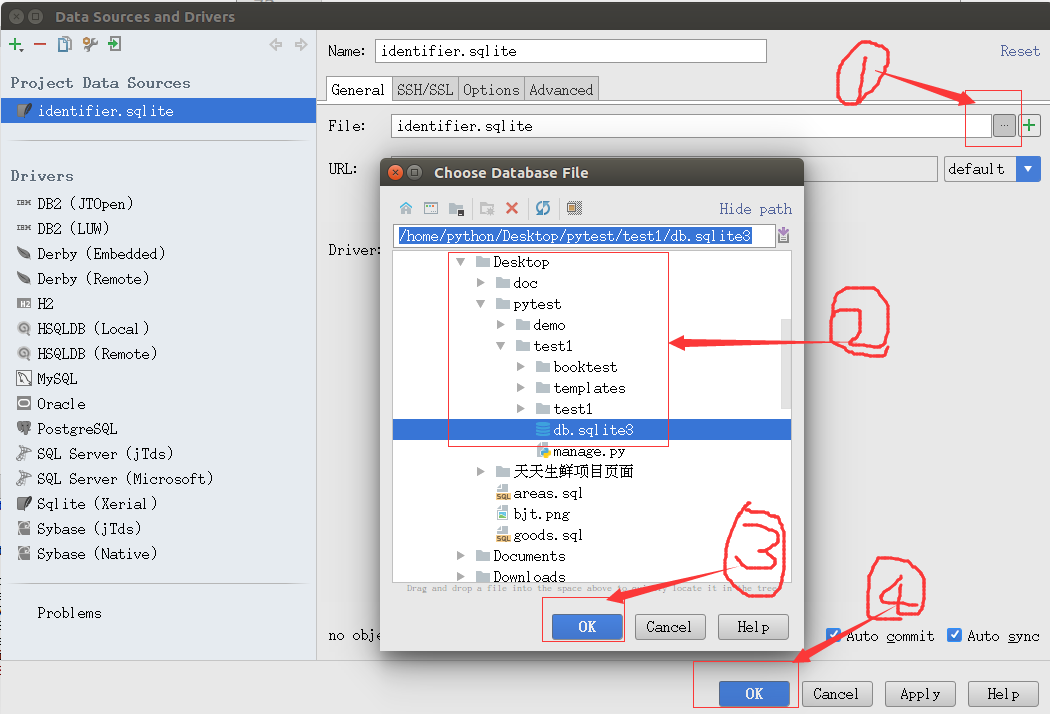 Data Sources and Drivers
Project Data Sources
identifier.sqlite
Drivers
IBM DB2 (JTOpen)
IBM DB2 (LUW)
Derby (Embedded)
Derby (Remote)
H2 H2
HSQLDB (Local)
HSQLDB (Remote)
MySQL
Oracle
PostgreSQL
SQL Server (jTds)
SQL Server (Microsoft)
Sqlite (Xerial)
Sybase (jTds)
Sybase (Native)
Problems
Name: identifier.sqlite Reset
General SSH/SSL Options Advanced
1
File: identifier.sqlite ...
URL: default
Driver:
Choose Database File
Hide path
/home/python/Desktop/pytest/test1/db.sqlite3
Desktop
doc
pytest
demo
test1
booktest
templates
test1
db.sqlite3
manage.py
天天生鲜项目页面
SQL areas.sql
bjt.png
SQL goods.sql
Documents
Downloads
2
3
4
Drag and drop a file into the space above to quickly locate it in the tree
OK Cancel Help
no obje
Auto commit Auto sync
OK Cancel Apply Help